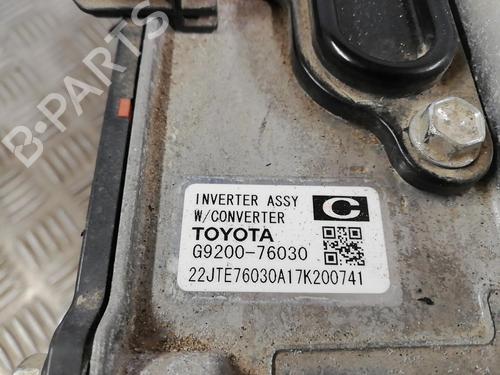 B-PARTS
INVERTER ASSY
W/CONVERTER
C
TOYOTA
G9200-76030
22JTE76030A17K200741